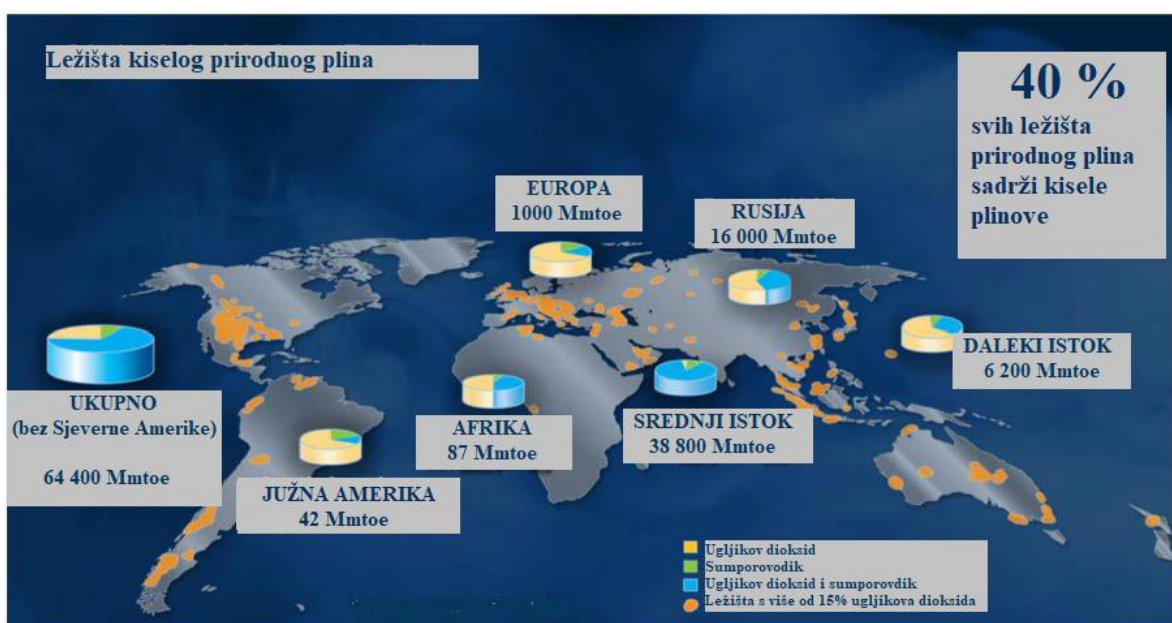 Ležišta kiselog prirodnog plina
40 %
svih ležišta
prirodnog plina
sadrži kisele
plinove
EUROPA
1000 Mmtoe
RUSIJA
16 000 Mmtoe
DALEKI ISTOK
6 200 Mmtoe
UKUPNO
(bez Sjeverne Amerike)
64 400 Mmtoe
AFRIKA
87 Mmtoe
SREDNJI ISTOK
38 800 Mmtoe
JUŽNA AMERIKA
42 Mmtoe
Ugljikov dioksid
Sumporovodik
Ugljikov dioksid i sumporovdik
Ležišta s više od 15% ugljikova dioksida